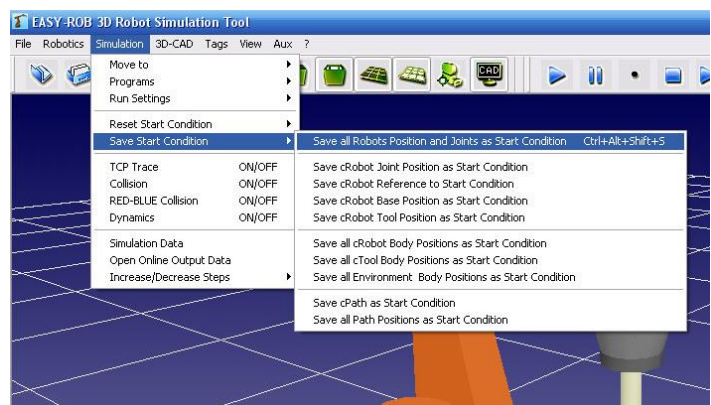 EASY-ROB 3D Robot Simulation Tool
File Robotics Simulation 3D-CAD Tags View Aux ?
CAD
Move to
Programs
Run Settings
Reset Start Condition
Save Start Condition
TCP Trace ON/OFF
Collision ON/OFF
RED-BLUE Collision ON/OFF
Dynamics ON/OFF
Simulation Data
Open Online Output Data
Increase/Decrease Steps
Save all Robots Position and Joints as Start Condition Ctrl+Alt+Shift+S
Save cRobot Joint Position as Start Condition
Save cRobot Reference to Start Condition
Save cRobot Base Position as Start Condition
Save cRobot Tool Position as Start Condition
Save all cRobot Body Positions as Start Condition
Save all cTool Body Positions as Start Condition
Save all Environment Body Positions as Start Condition
Save cPath as Start Condition
Save all Path Positions as Start Condition